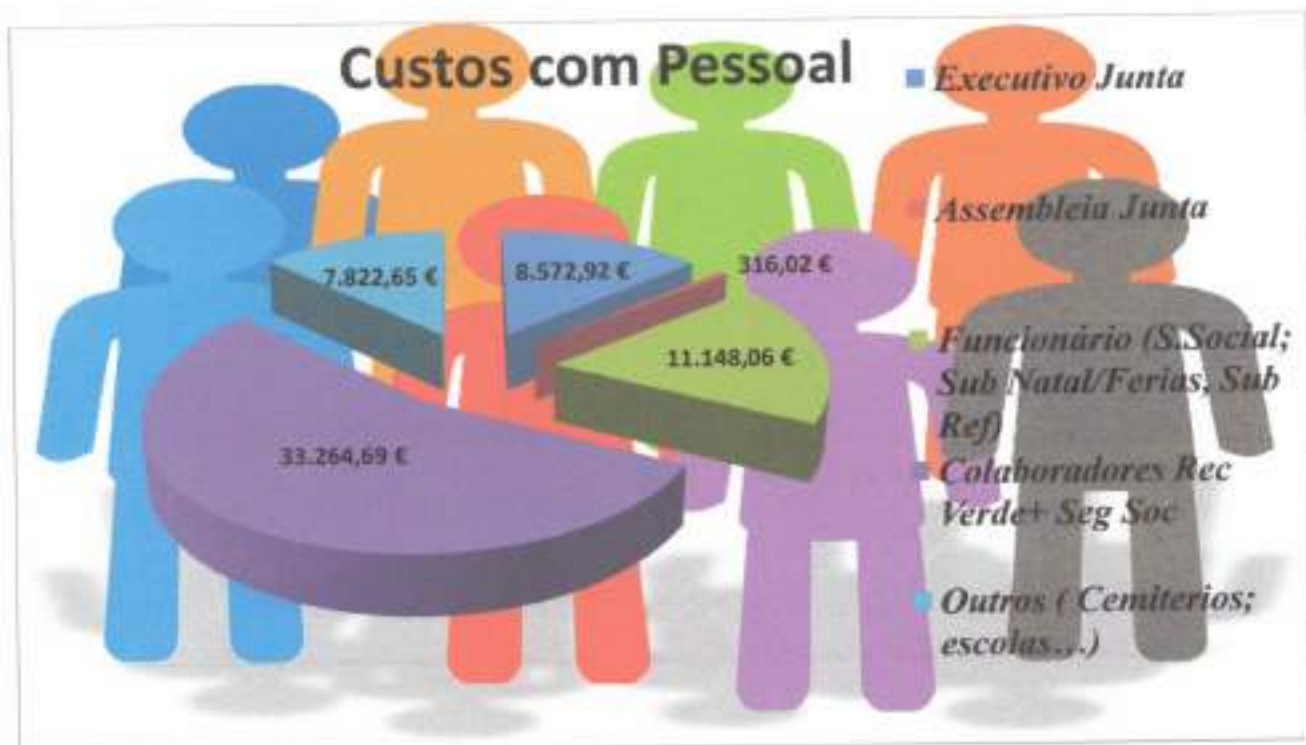 Custos com Pessoal
Executivo Junta
Assembleia Junta
Funcionário (S.Social;
Sub Natal/Ferias, Sub
Ref)
Colaboradores Rec
Verde+ Seg Soc
Outros ( Cemiterios;
escolas...)
7.822,65 €
8.572,92 €
316,02 €
11.148,06 €
33.264,69 €